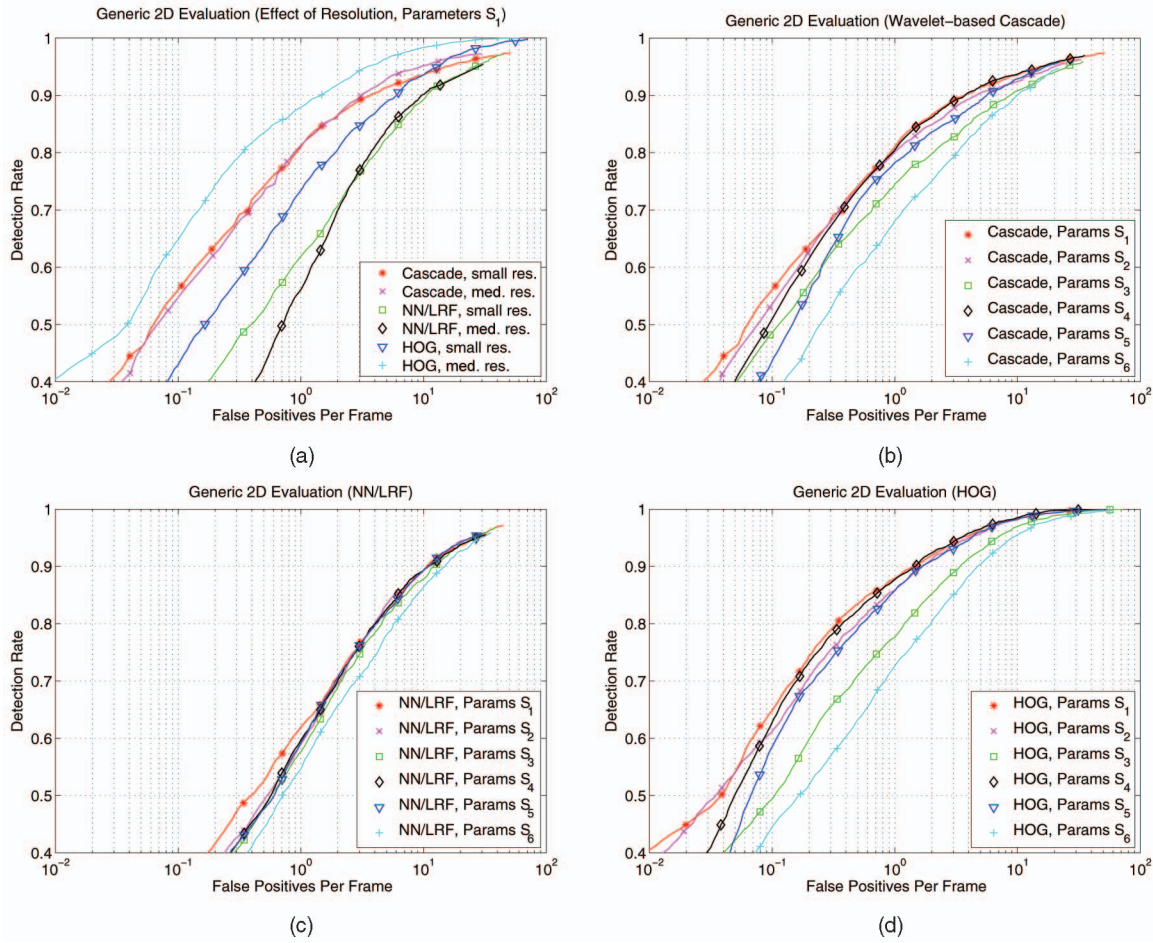 Generic 2D Evaluation (Effect of Resolution, Parameters S1)
1
0.9
0.8
0.7
0.6
0.5
0.4
Detection Rate
Cascade, small res.
Cascade, med. res.
NN/LRF, small res.
NN/LRF, med. res.
HOG, small res.
HOG, med. res.
10^-2
10^-1
10^0
10^1
10^2
False Positives Per Frame
(a)
Generic 2D Evaluation (Wavelet-based Cascade)
1
0.9
0.8
0.7
0.6
0.5
0.4
Detection Rate
Cascade, Params S1
Cascade, Params S2
Cascade, Params S3
Cascade, Params S4
Cascade, Params S5
Cascade, Params S6
10^-2
10^-1
10^0
10^1
10^2
False Positives Per Frame
(b)
Generic 2D Evaluation (NN/LRF)
1
0.9
0.8
0.7
0.6
0.5
0.4
Detection Rate
NN/LRF, Params S1
NN/LRF, Params S2
NN/LRF, Params S3
NN/LRF, Params S4
NN/LRF, Params S5
NN/LRF, Params S6
10^-2
10^-1
10^0
10^1
10^2
False Positives Per Frame
(c)
Generic 2D Evaluation (HOG)
1
0.9
0.8
0.7
0.6
0.5
0.4
Detection Rate
HOG, Params S1
HOG, Params S2
HOG, Params S3
HOG, Params S4
HOG, Params S5
HOG, Params S6
10^-2
10^-1
10^0
10^1
10^2
False Positives Per Frame
(d)